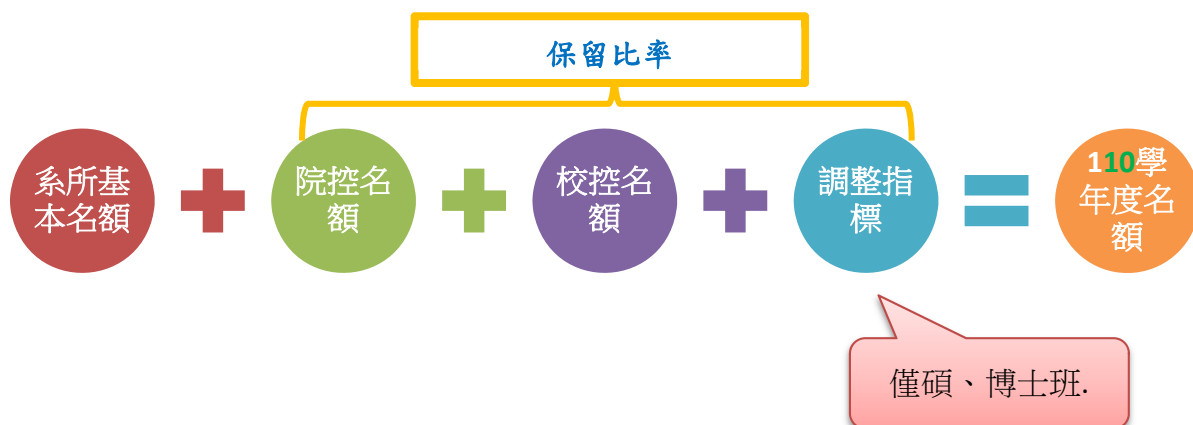 保留比率
系所基
本名額
院控名
額
校控名
額
調整指
標
110學
年度名
額
僅碩、博士班.